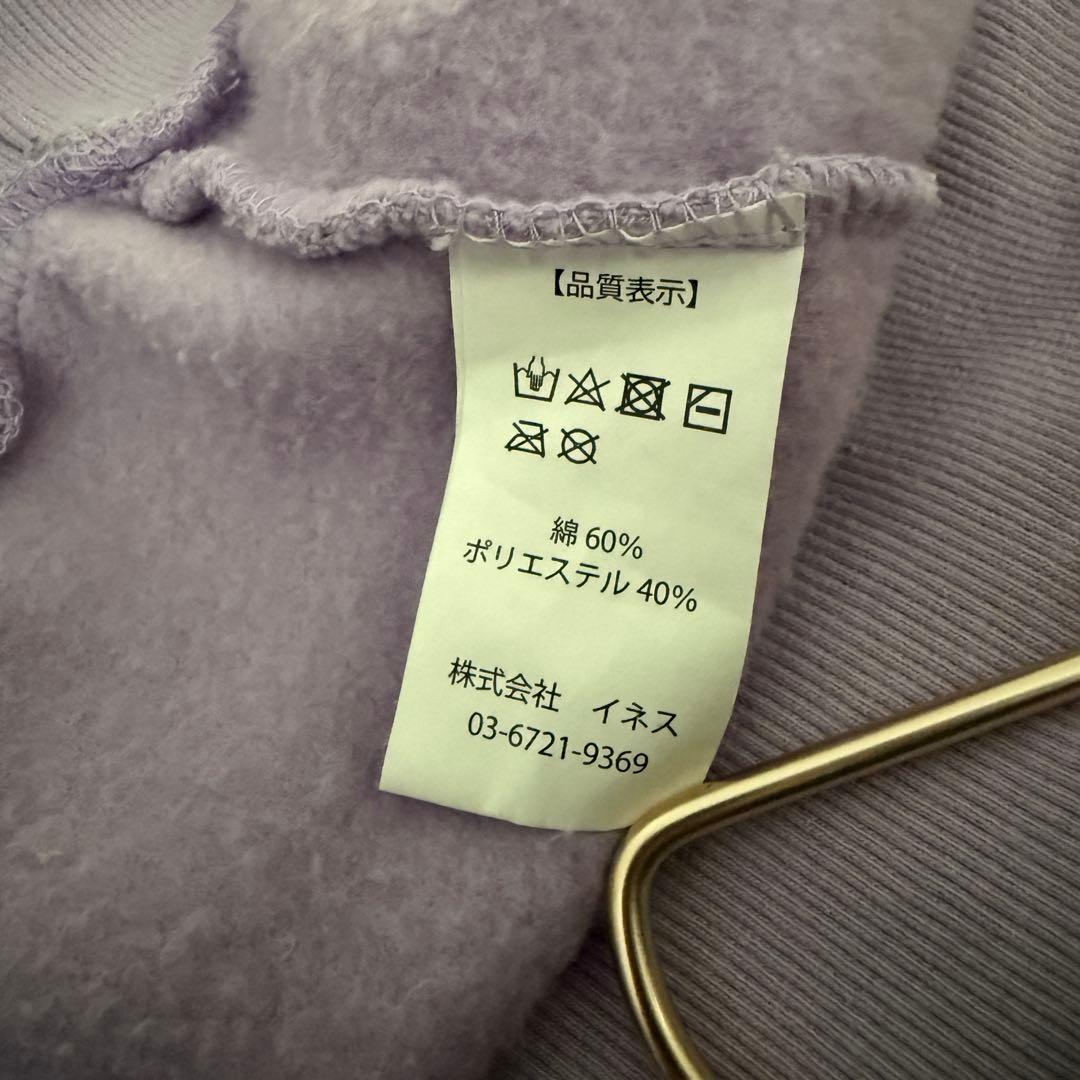 【品質表示】
綿 60%
ポリエステル 40%
株式会社　イネス
03-6721-9369